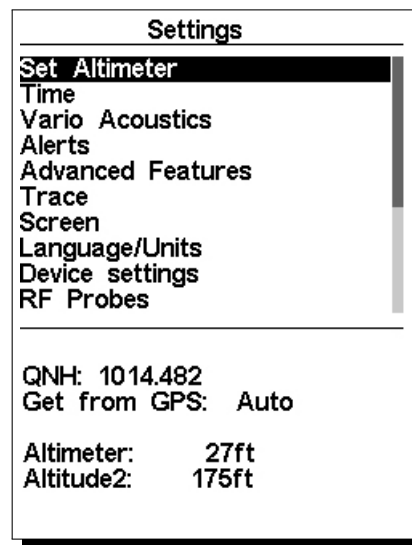 Settings
Set Altimeter
Time
Vario Acoustics
Alerts
Advanced Features
Trace
Screen
Language/Units
Device settings
RF Probes
QNH: 1014.482
Get from GPS: Auto
Altimeter: 27ft
Altitude2: 175ft